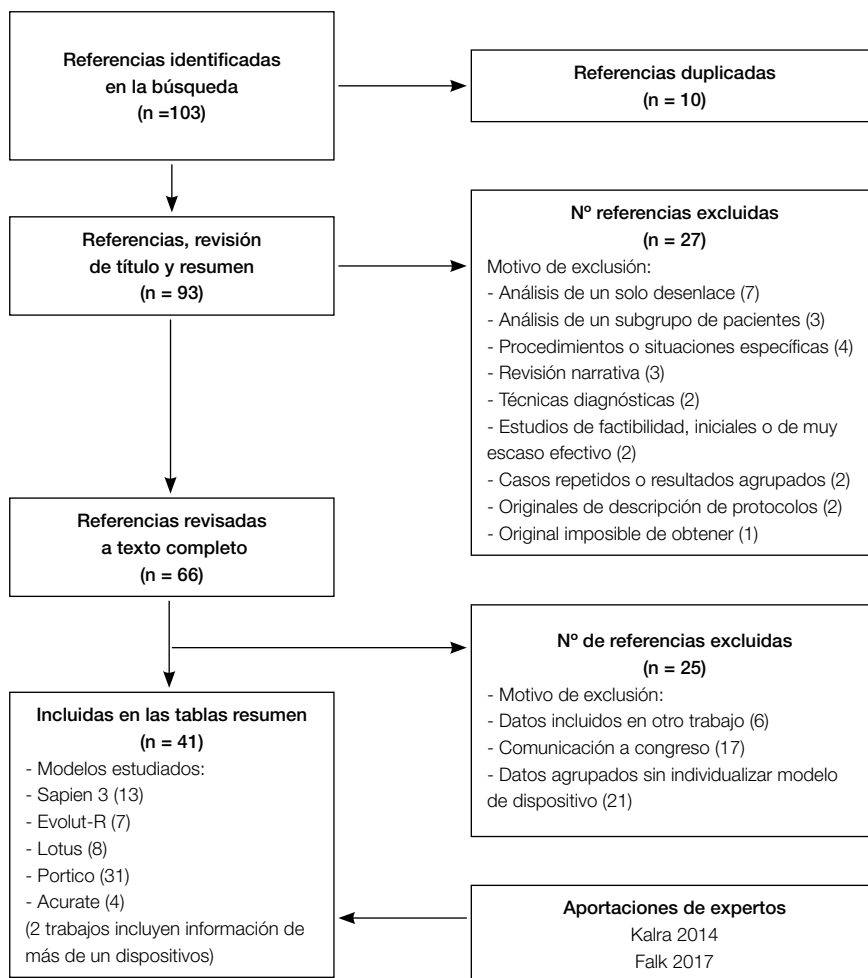 Referencias identificadas
en la búsqueda
(n =103)
Referencias duplicadas
(n = 10)
Referencias, revisión
de título y resumen
(n = 93)
Nº referencias excluidas
(n = 27)
Motivo de exclusión:
- Análisis de un solo desenlace (7)
- Análisis de un subgrupo de pacientes (3)
- Procedimientos o situaciones específicas (4)
- Revisión narrativa (3)
- Técnicas diagnósticas (2)
- Estudios de factibilidad, iniciales o de muy
escaso efectivo (2)
- Casos repetidos o resultados agrupados (2)
- Originales de descripción de protocolos (2)
- Original imposible de obtener (1)
Referencias revisadas
a texto completo
(n = 66)
Nº de referencias excluidas
(n = 25)
- Motivo de exclusión:
- Datos incluidos en otro trabajo (6)
- Comunicación a congreso (17)
- Datos agrupados sin individualizar modelo
de dispositivo (21)
Incluidas en las tablas resumen
(n = 41)
- Modelos estudiados:
- Sapien 3 (13)
- Evolut-R (7)
- Lotus (8)
- Portico (31)
- Acurate (4)
(2 trabajos incluyen información de
más de un dispositivos)
Aportaciones de expertos
Kalra 2014
Falk 2017